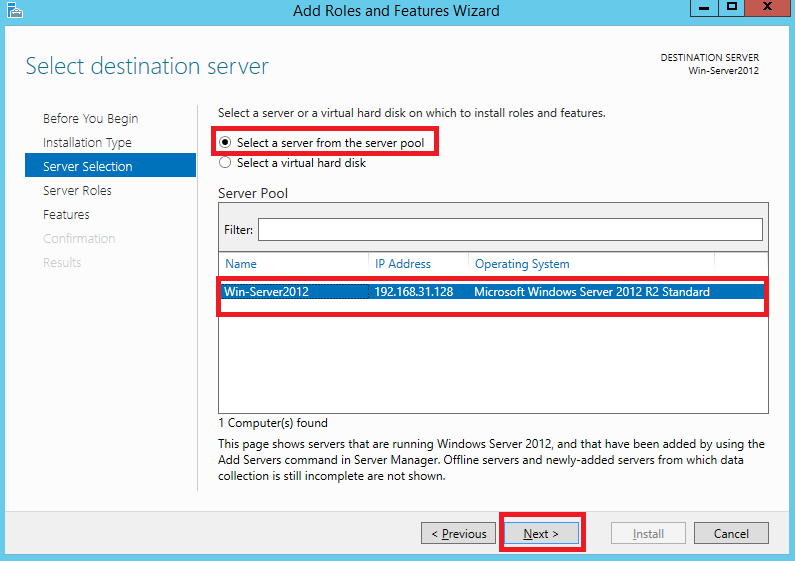 Add Roles and Features Wizard
Select destination server
DESTINATION SERVER
Win-Server2012
Before You Begin
Installation Type
Server Selection
Server Roles
Features
Confirmation
Results
Select a server or a virtual hard disk on which to install roles and features.
Select a server from the server pool
Select a virtual hard disk
Server Pool
Filter:
Name IP Address Operating System
Win-Server2012 192.168.31.128 Microsoft Windows Server 2012 R2 Standard
1 Computer(s) found
This page shows servers that are running Windows Server 2012, and that have been added by using the
Add Servers command in Server Manager. Offline servers and newly-added servers from which data
collection is still incomplete are not shown.
< Previous Next > Install Cancel